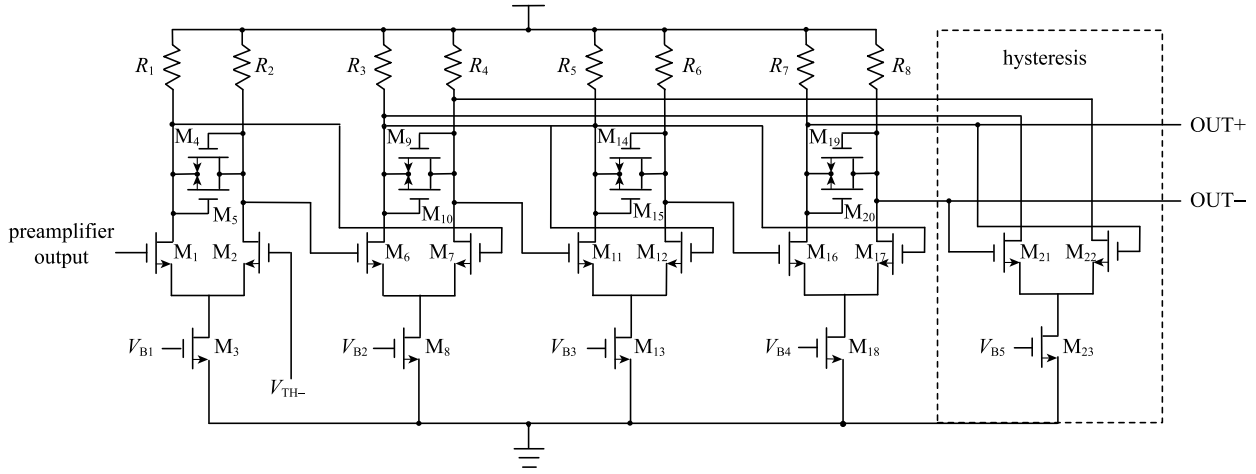 hysteresis
R1
R2
R3
R4
R5
R6
R7
R8
OUT+
M4
M9
M14
M19
OUT−
M5
M10
M15
M20
preamplifier
output
M1
M2
M6
M7
M11
M12
M16
M17
M21
M22
VB1
M3
VB2
M8
VB3
M13
VB4
M18
VB5
M23
VTH−